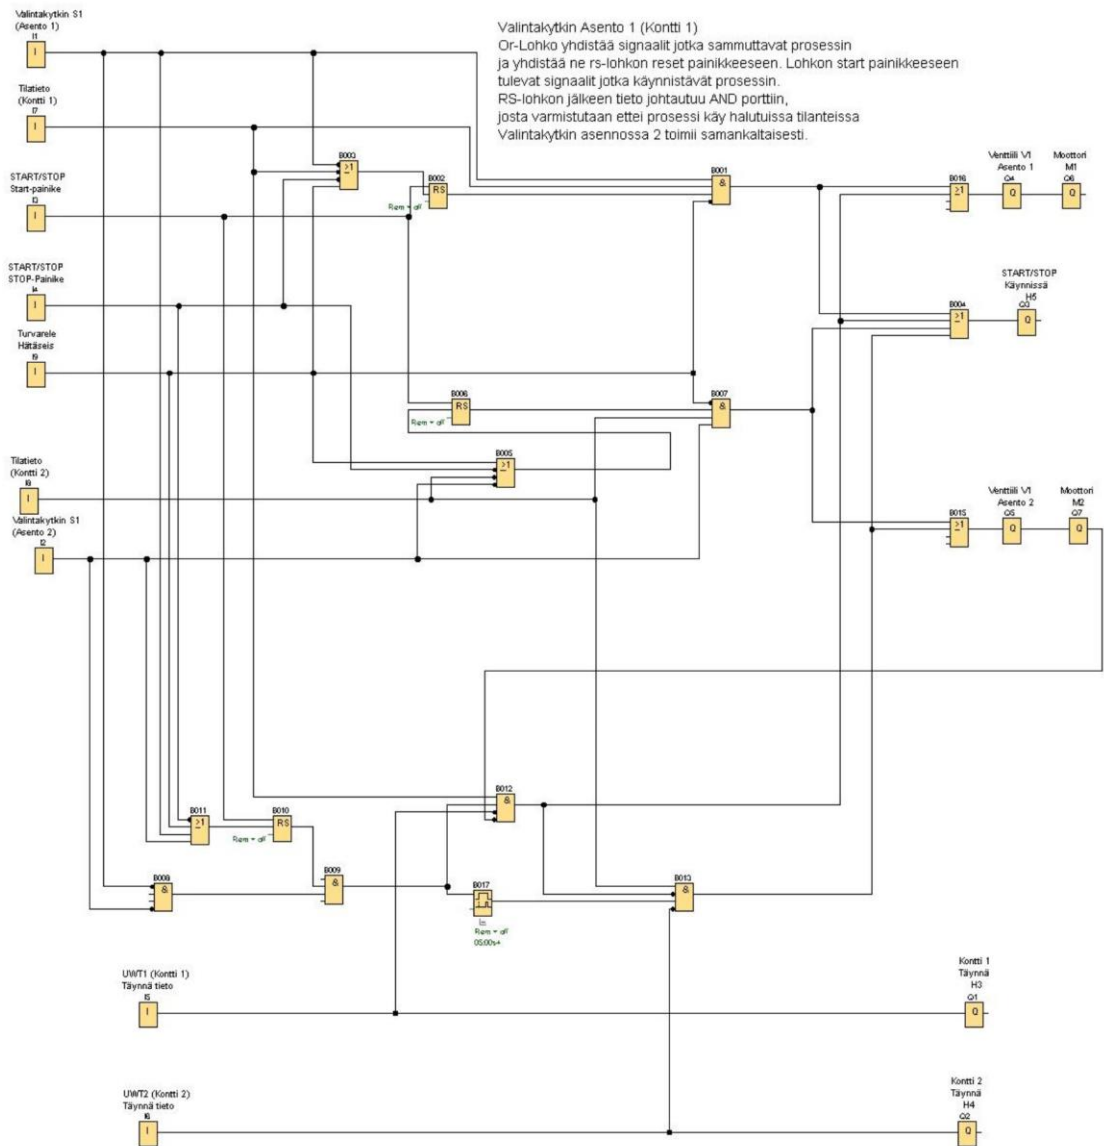 Valintakytkin S1
(Asento 1)
I1
I
Valintakytkin Asento 1 (Kontti 1)
Or-Lohko yhdistää signaalit jotka sammuttavat prosessin
ja yhdistää ne rs-lohkon reset painikkeeseen. Lohkon start painikkeeseen
tulevat signaalit jotka käynnistävät prosessin.
RS-lohkon jälkeen tieto johtautuu AND porttiin,
josta varmistutaan ettei prosessi käy halutuissa tilanteissa
Valintakytkin asennossa 2 toimii samankaltaisesti.
Tilatieto
(Kontti 1)
I7
I
START/STOP
Start-painike
I3
I
B003
≥1
B002
RS
Rem = off
B001
&
B016
≥1
Venttiili V1
Asento 1
Q4
Q
Moottori
M1
Q6
Q
START/STOP
STOP-Painike
I4
I
START/STOP
Käynnissä
H5
Q3
Q
B004
≥1
Turvarele
Hätäseis
I9
I
B006
RS
Rem = off
B007
&
B005
≥1
Tilatieto
(Kontti 2)
I8
I
Valintakytkin S1
(Asento 2)
I2
I
B015
≥1
Venttiili V1
Asento 2
Q5
Q
Moottori
M2
Q7
Q
B011
≥1
B010
RS
Rem = off
B012
&
B008
&
B009
&
B017
In
Rem = off
05:00s+
B013
&
UWT1 (Kontti 1)
Täynnä tieto
I5
I
Kontti 1
Täynnä
H3
Q1
Q
UWT2 (Kontti 2)
Täynnä tieto
I6
I
Kontti 2
Täynnä
H4
Q2
Q